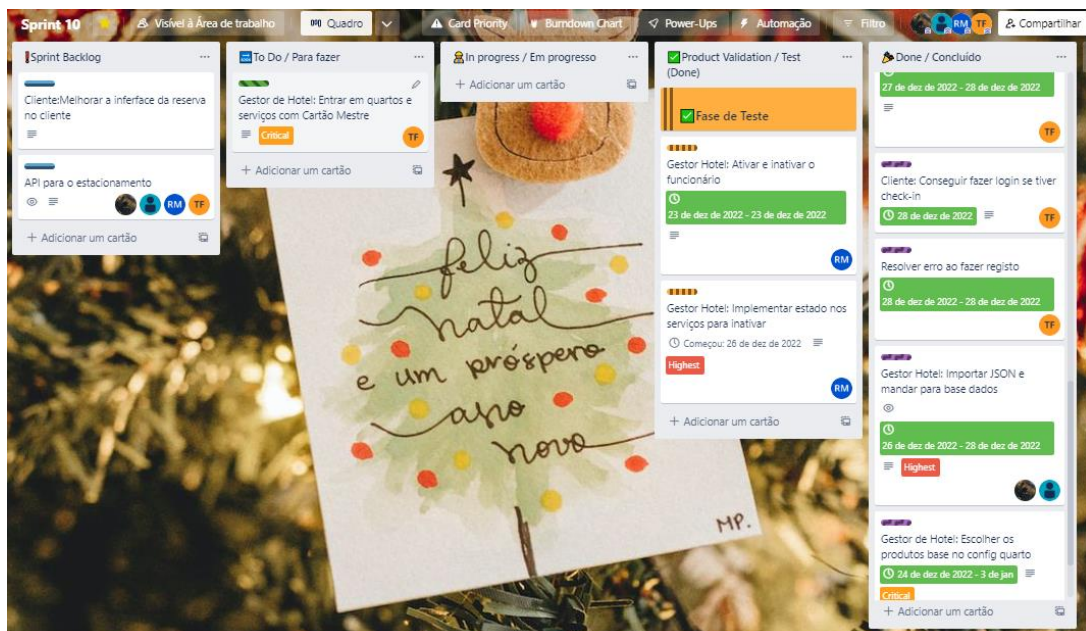 Sprint 10
Visível à Área de trabalho
Quadro
Card Priority
Burndown Chart
Power-Ups
Automação
Filtro
RM
TF
Compartilhar
Sprint Backlog
Cliente:Melhorar a inferface da reserva
no cliente
API para o estacionamento
RM
TF
+ Adicionar um cartão
To Do / Para fazer
Gestor de Hotel: Entrar em quartos e
serviços com Cartão Mestre
Critical
TF
+ Adicionar um cartão
In progress / Em progresso
+ Adicionar um cartão
Product Validation / Test
(Done)
Fase de Teste
Gestor Hotel: Ativar e inativar o
funcionário
23 de dez de 2022 - 23 de dez de 2022
RM
Gestor Hotel: Implementar estado nos
serviços para inativar
Começou: 26 de dez de 2022
Highest
RM
+ Adicionar um cartão
Done / Concluído
27 de dez de 2022 - 28 de dez de 2022
TF
Cliente: Conseguir fazer login se tiver
check-in
28 de dez de 2022
TF
Resolver erro ao fazer registo
28 de dez de 2022 - 28 de dez de 2022
TF
Gestor Hotel: Importar JSON e
mandar para base dados
26 de dez de 2022 - 28 de dez de 2022
Highest
Gestor de Hotel: Escolher os
produtos base no config quarto
24 de dez de 2022 - 3 de jan
Critical
+ Adicionar um cartão
feliz
natal
e um próspero
ano
novo
MP.